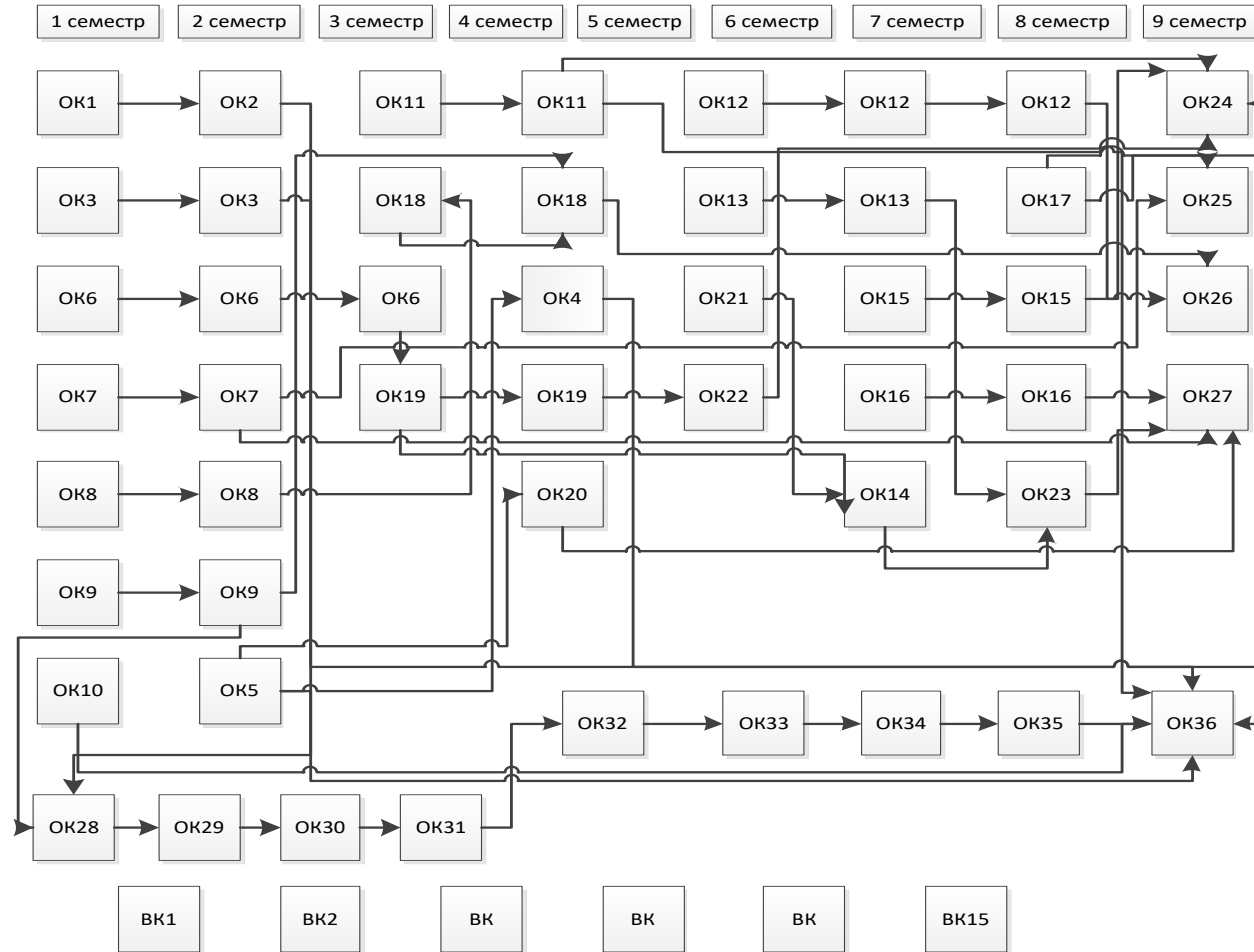 1 семестр 2 семестр 3 семестр 4 семестр 5 семестр 6 семестр 7 семестр 8 семестр 9 семестр
ОК1 ОК2 ОК11 ОК11 ОК12 ОК12 ОК12 ОК24
ОК3 ОК3 ОК18 ОК18 ОК13 ОК13 ОК17 ОК25
ОК6 ОК6 ОК6 ОК4 ОК21 ОК15 ОК15 ОК26
ОК7 ОК7 ОК19 ОК19 ОК22 ОК16 ОК16 ОК27
ОК8 ОК8 ОК20 ОК14 ОК23
ОК9 ОК9
ОК10 ОК5
ОК32 ОК33 ОК34 ОК35 ОК36
ОК28 ОК29 ОК30 ОК31
ВК1 ВК2 ВК ВК ВК ВК15